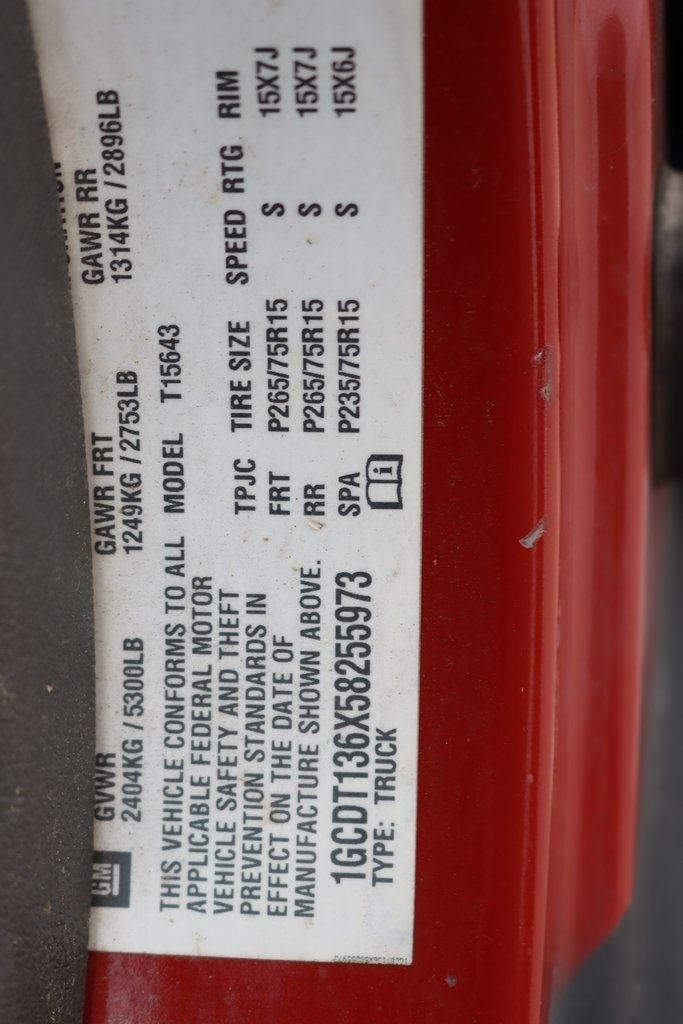 GM
GVWR GAWR FRT GAWR RR
2404KG / 5300LB 1249KG / 2753LB 1314KG / 2896LB
THIS VEHICLE CONFORMS TO ALL MODEL T15643
APPLICABLE FEDERAL MOTOR
VEHICLE SAFETY AND THEFT
PREVENTION STANDARDS IN
EFFECT ON THE DATE OF
MANUFACTURE SHOWN ABOVE.
TPJC TIRE SIZE SPEED RTG RIM
FRT P265/75R15 S 15X7J
RR P265/75R15 S 15X7J
SPA P235/75R15 S 15X6J
i
1GCDT136X58255973
TYPE: TRUCK
1GCDT136X58255973